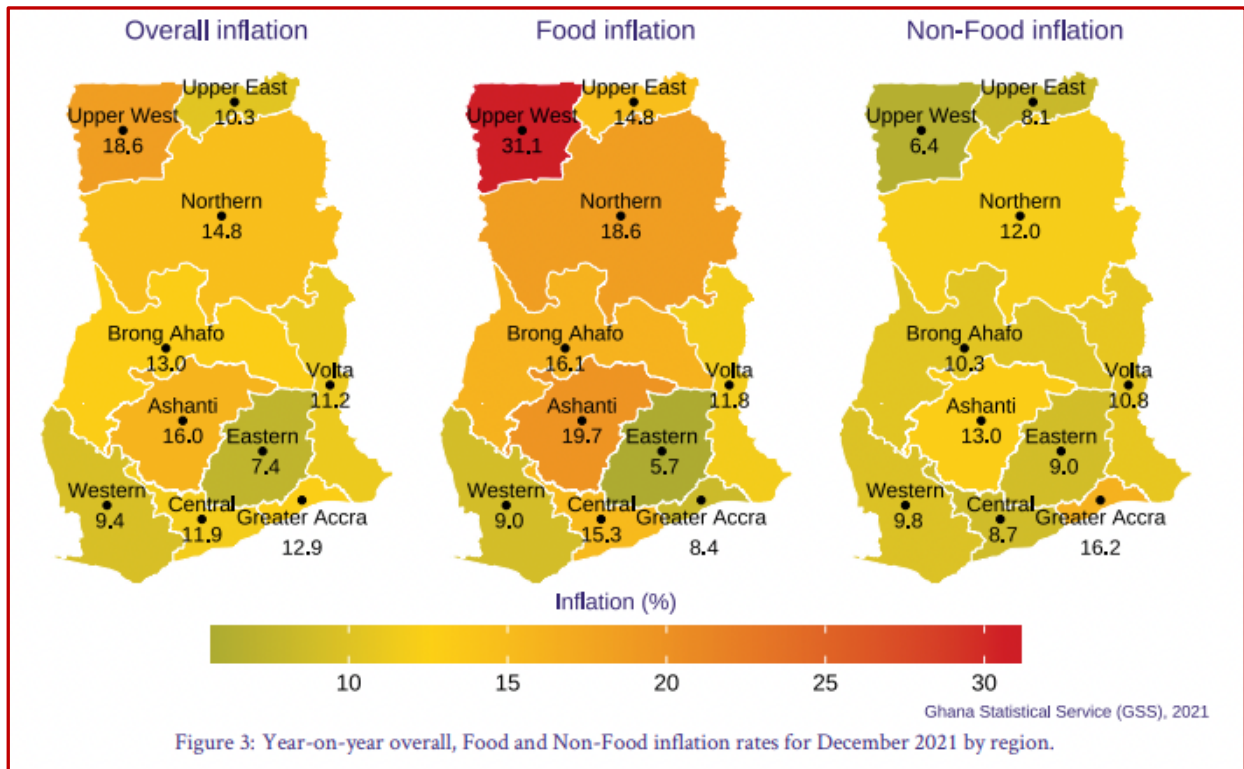 Overall inflation
Upper East
10.3
Upper West
18.6
Northern
14.8
Brong Ahafo
13.0
Volta
11.2
Ashanti
16.0
Eastern
7.4
Western
9.4
Central
11.9
Greater Accra
12.9
Food inflation
Upper East
14.8
Upper West
31.1
Northern
18.6
Brong Ahafo
16.1
Volta
11.8
Ashanti
19.7
Eastern
5.7
Western
9.0
Central
15.3
Greater Accra
8.4
Non-Food inflation
Upper East
8.1
Upper West
6.4
Northern
12.0
Brong Ahafo
10.3
Volta
10.8
Ashanti
13.0
Eastern
9.0
Western
9.8
Central
8.7
Greater Accra
16.2
Inflation (%)
10 15 20 25 30
Ghana Statistical Service (GSS), 2021
Figure 3: Year-on-year overall, Food and Non-Food inflation rates for December 2021 by region.